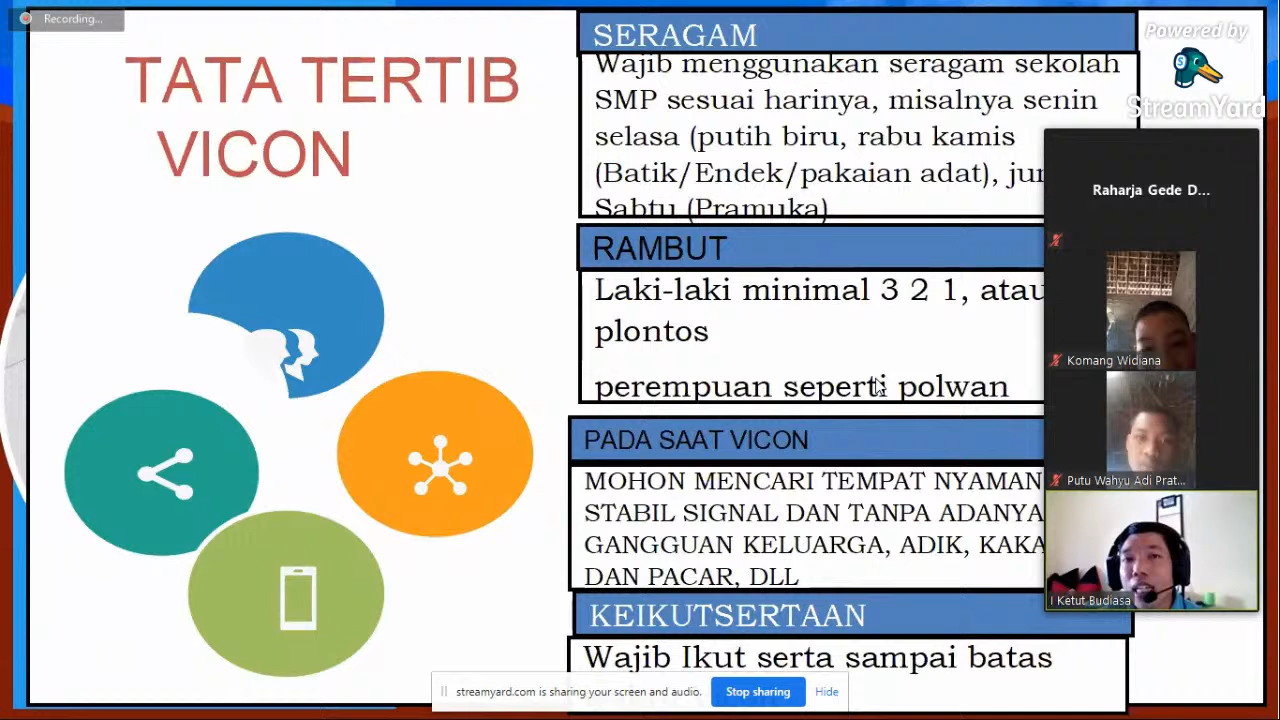 Recording...
TATA TERTIB
VICON
SERAGAM
Wajib menggunakan seragam sekolah
SMP sesuai harinya, misalnya senin
selasa (putih biru, rabu kamis
(Batik/Endek/pakaian adat), jum
Sabtu (Pramuka)
RAMBUT
Laki-laki minimal 3 2 1, atau
plontos
perempuan seperti polwan
PADA SAAT VICON
MOHON MENCARI TEMPAT NYAMAN
STABIL SIGNAL DAN TANPA ADANYA
GANGGUAN KELUARGA, ADIK, KAKA
DAN PACAR, DLL
KEIKUTSERTAAN
Wajib Ikut serta sampai batas
Powered by
StreamYard
Raharja Gede D...
Komang Widiana
Putu Wahyu Adi Prat...
I Ketut Budiasa
streamyard.com is sharing your screen and audio.
Stop sharing
Hide